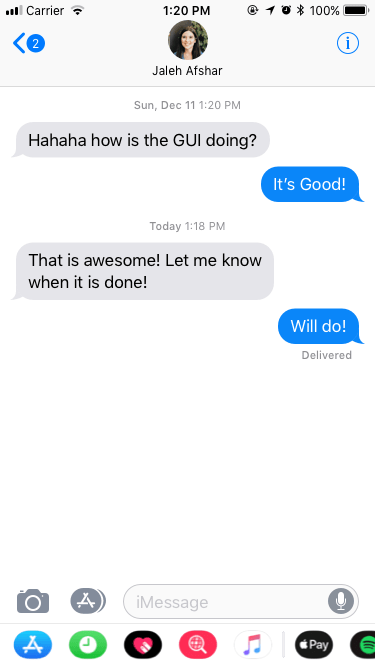 Carrier 1:20 PM 100%
2
Jaleh Afshar
Sun, Dec 11 1:20 PM
Hahaha how is the GUI doing?
It's Good!
Today 1:18 PM
That is awesome! Let me know
when it is done!
Will do!
Delivered
iMessage
Pay